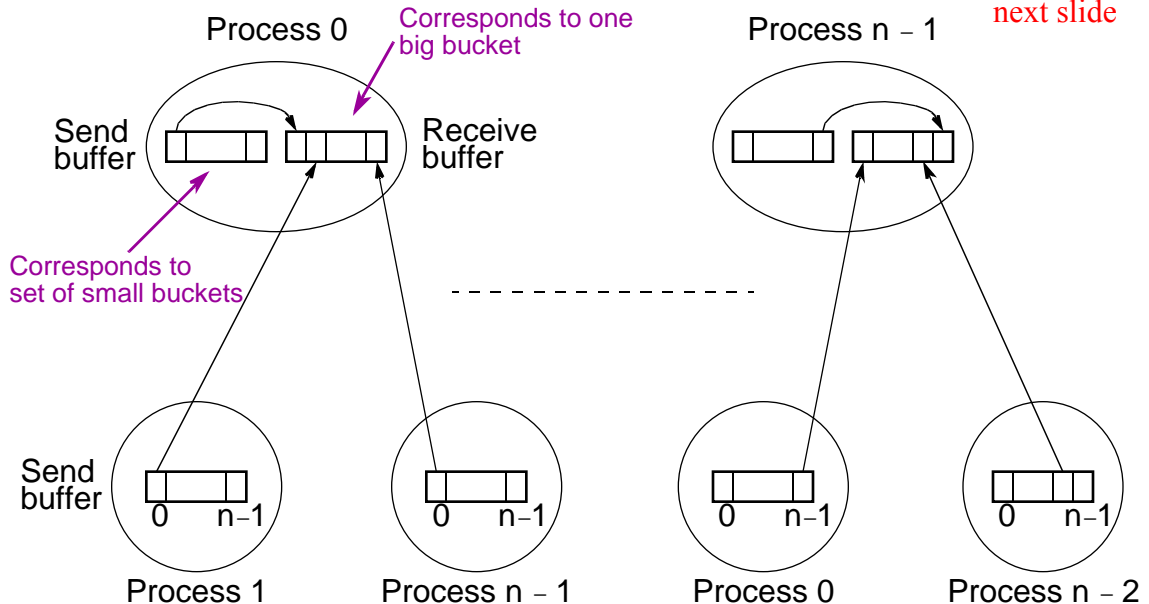 next slide
Process 0
Corresponds to one
big bucket
Process n – 1
Send
buffer
Receive
buffer
Corresponds to
set of small buckets
Send
buffer
0 n–1
0 n–1
0 n–1
0 n–1
Process 1
Process n – 1
Process 0
Process n – 2